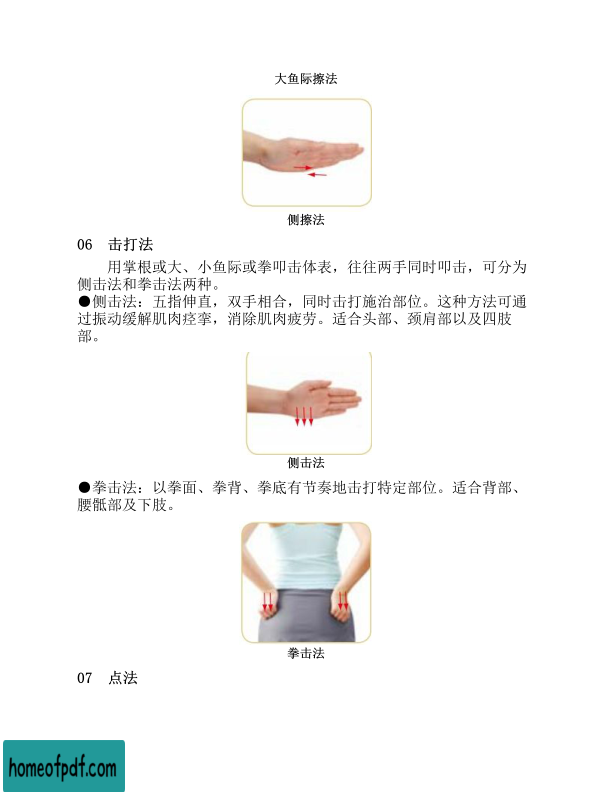 大鱼际擦法
侧擦法
06 击打法
用掌根或大、小鱼际或拳叩击体表，往往两手同时叩击，可分为
侧击法和拳击法两种。
●侧击法：五指伸直，双手相合，同时击打施治部位。这种方法可通
过振动缓解肌肉痉挛，消除肌肉疲劳。适合头部、颈肩部以及四肢
部。
侧击法
●拳击法：以拳面、拳背、拳底有节奏地击打特定部位。适合背部、
腰骶部及下肢。
拳击法
07 点法
homeofpdf.com